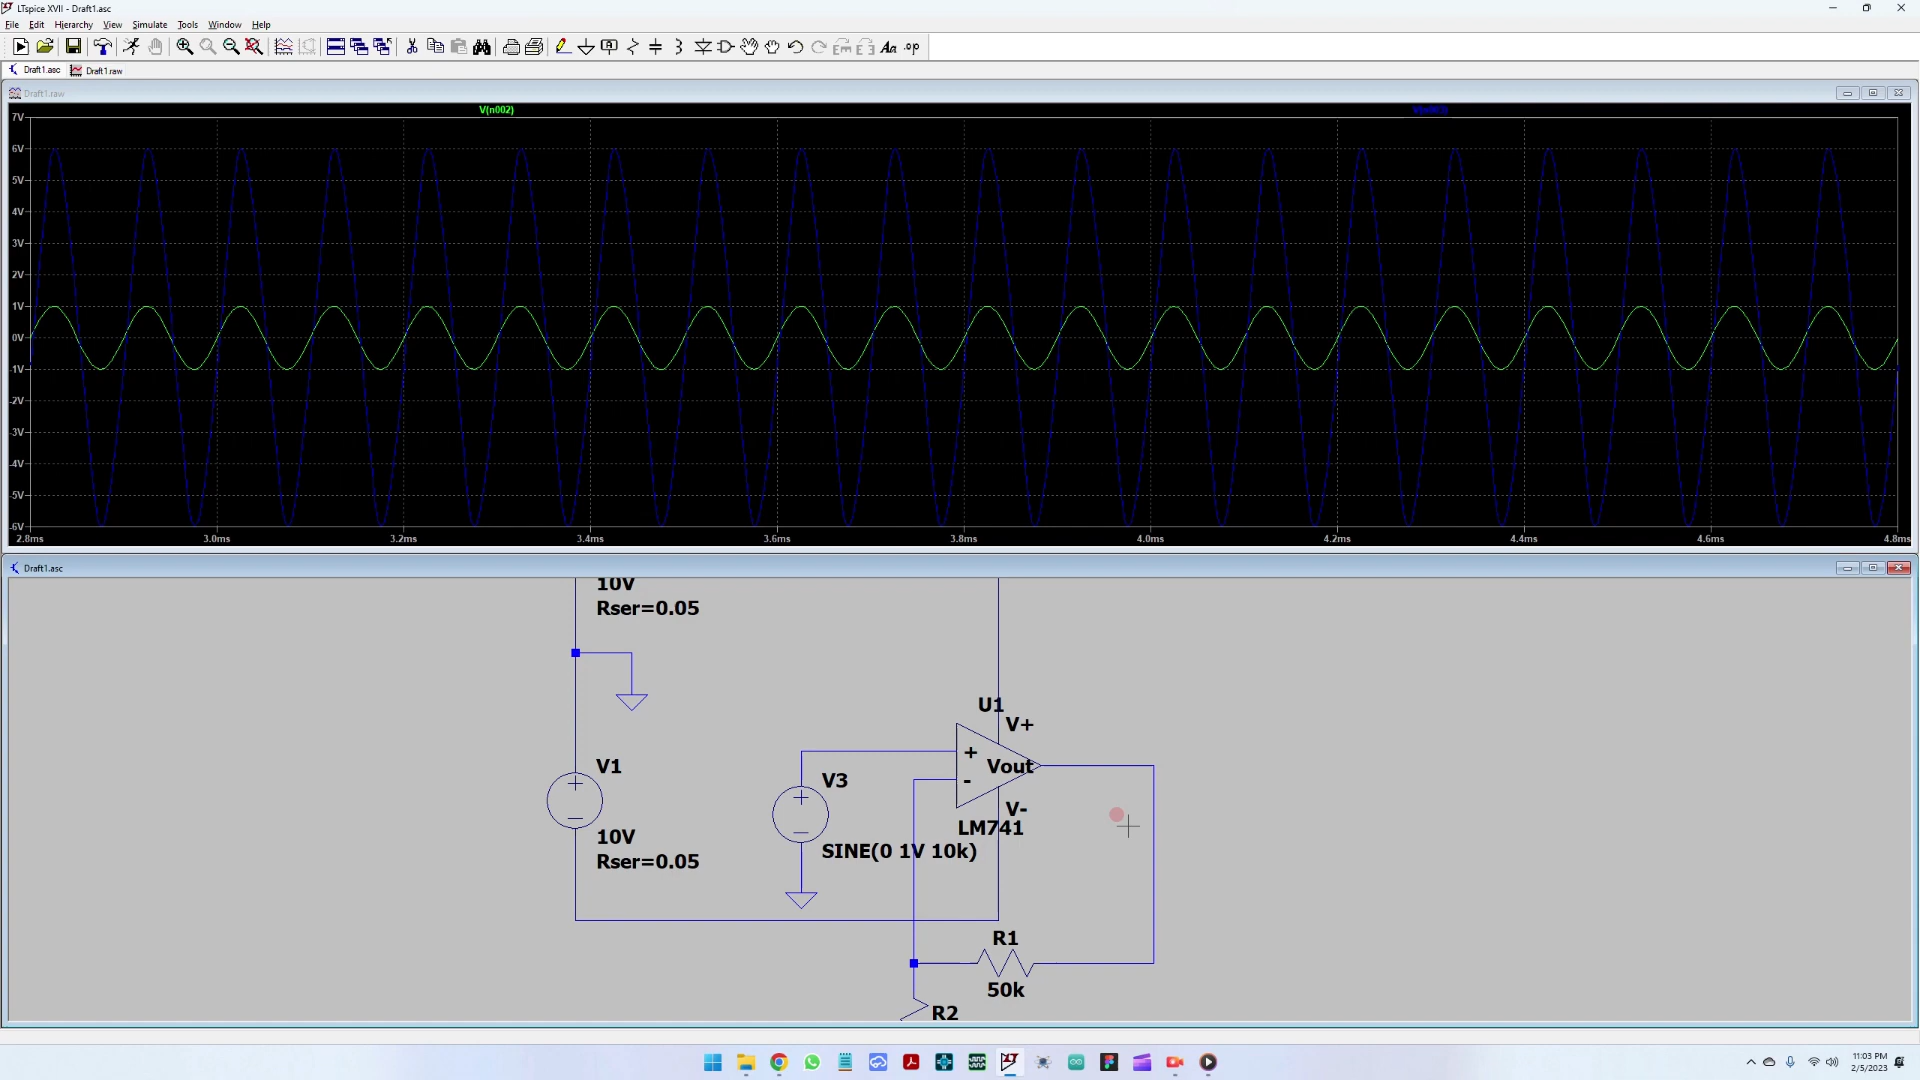 LTspice XVII - Draft1.asc
File Edit Hierarchy View Simulate Tools Window Help
Draft1.asc Draft1.raw
Draft1.raw
V(n002)
7V
6V
5V
4V
3V
2V
1V
0V
-1V
-2V
-3V
-4V
-5V
-6V
2.8ms 3.0ms 3.2ms 3.4ms 3.6ms 3.8ms 4.0ms 4.2ms 4.4ms 4.6ms 4.8ms
Draft1.asc
10V
Rser=0.05
U1
V+
+
Vout
-
V-
LM741
V1
10V
Rser=0.05
V3
SINE(0 1V 10k)
R1
50k
R2
11:03 PM
2/5/2023